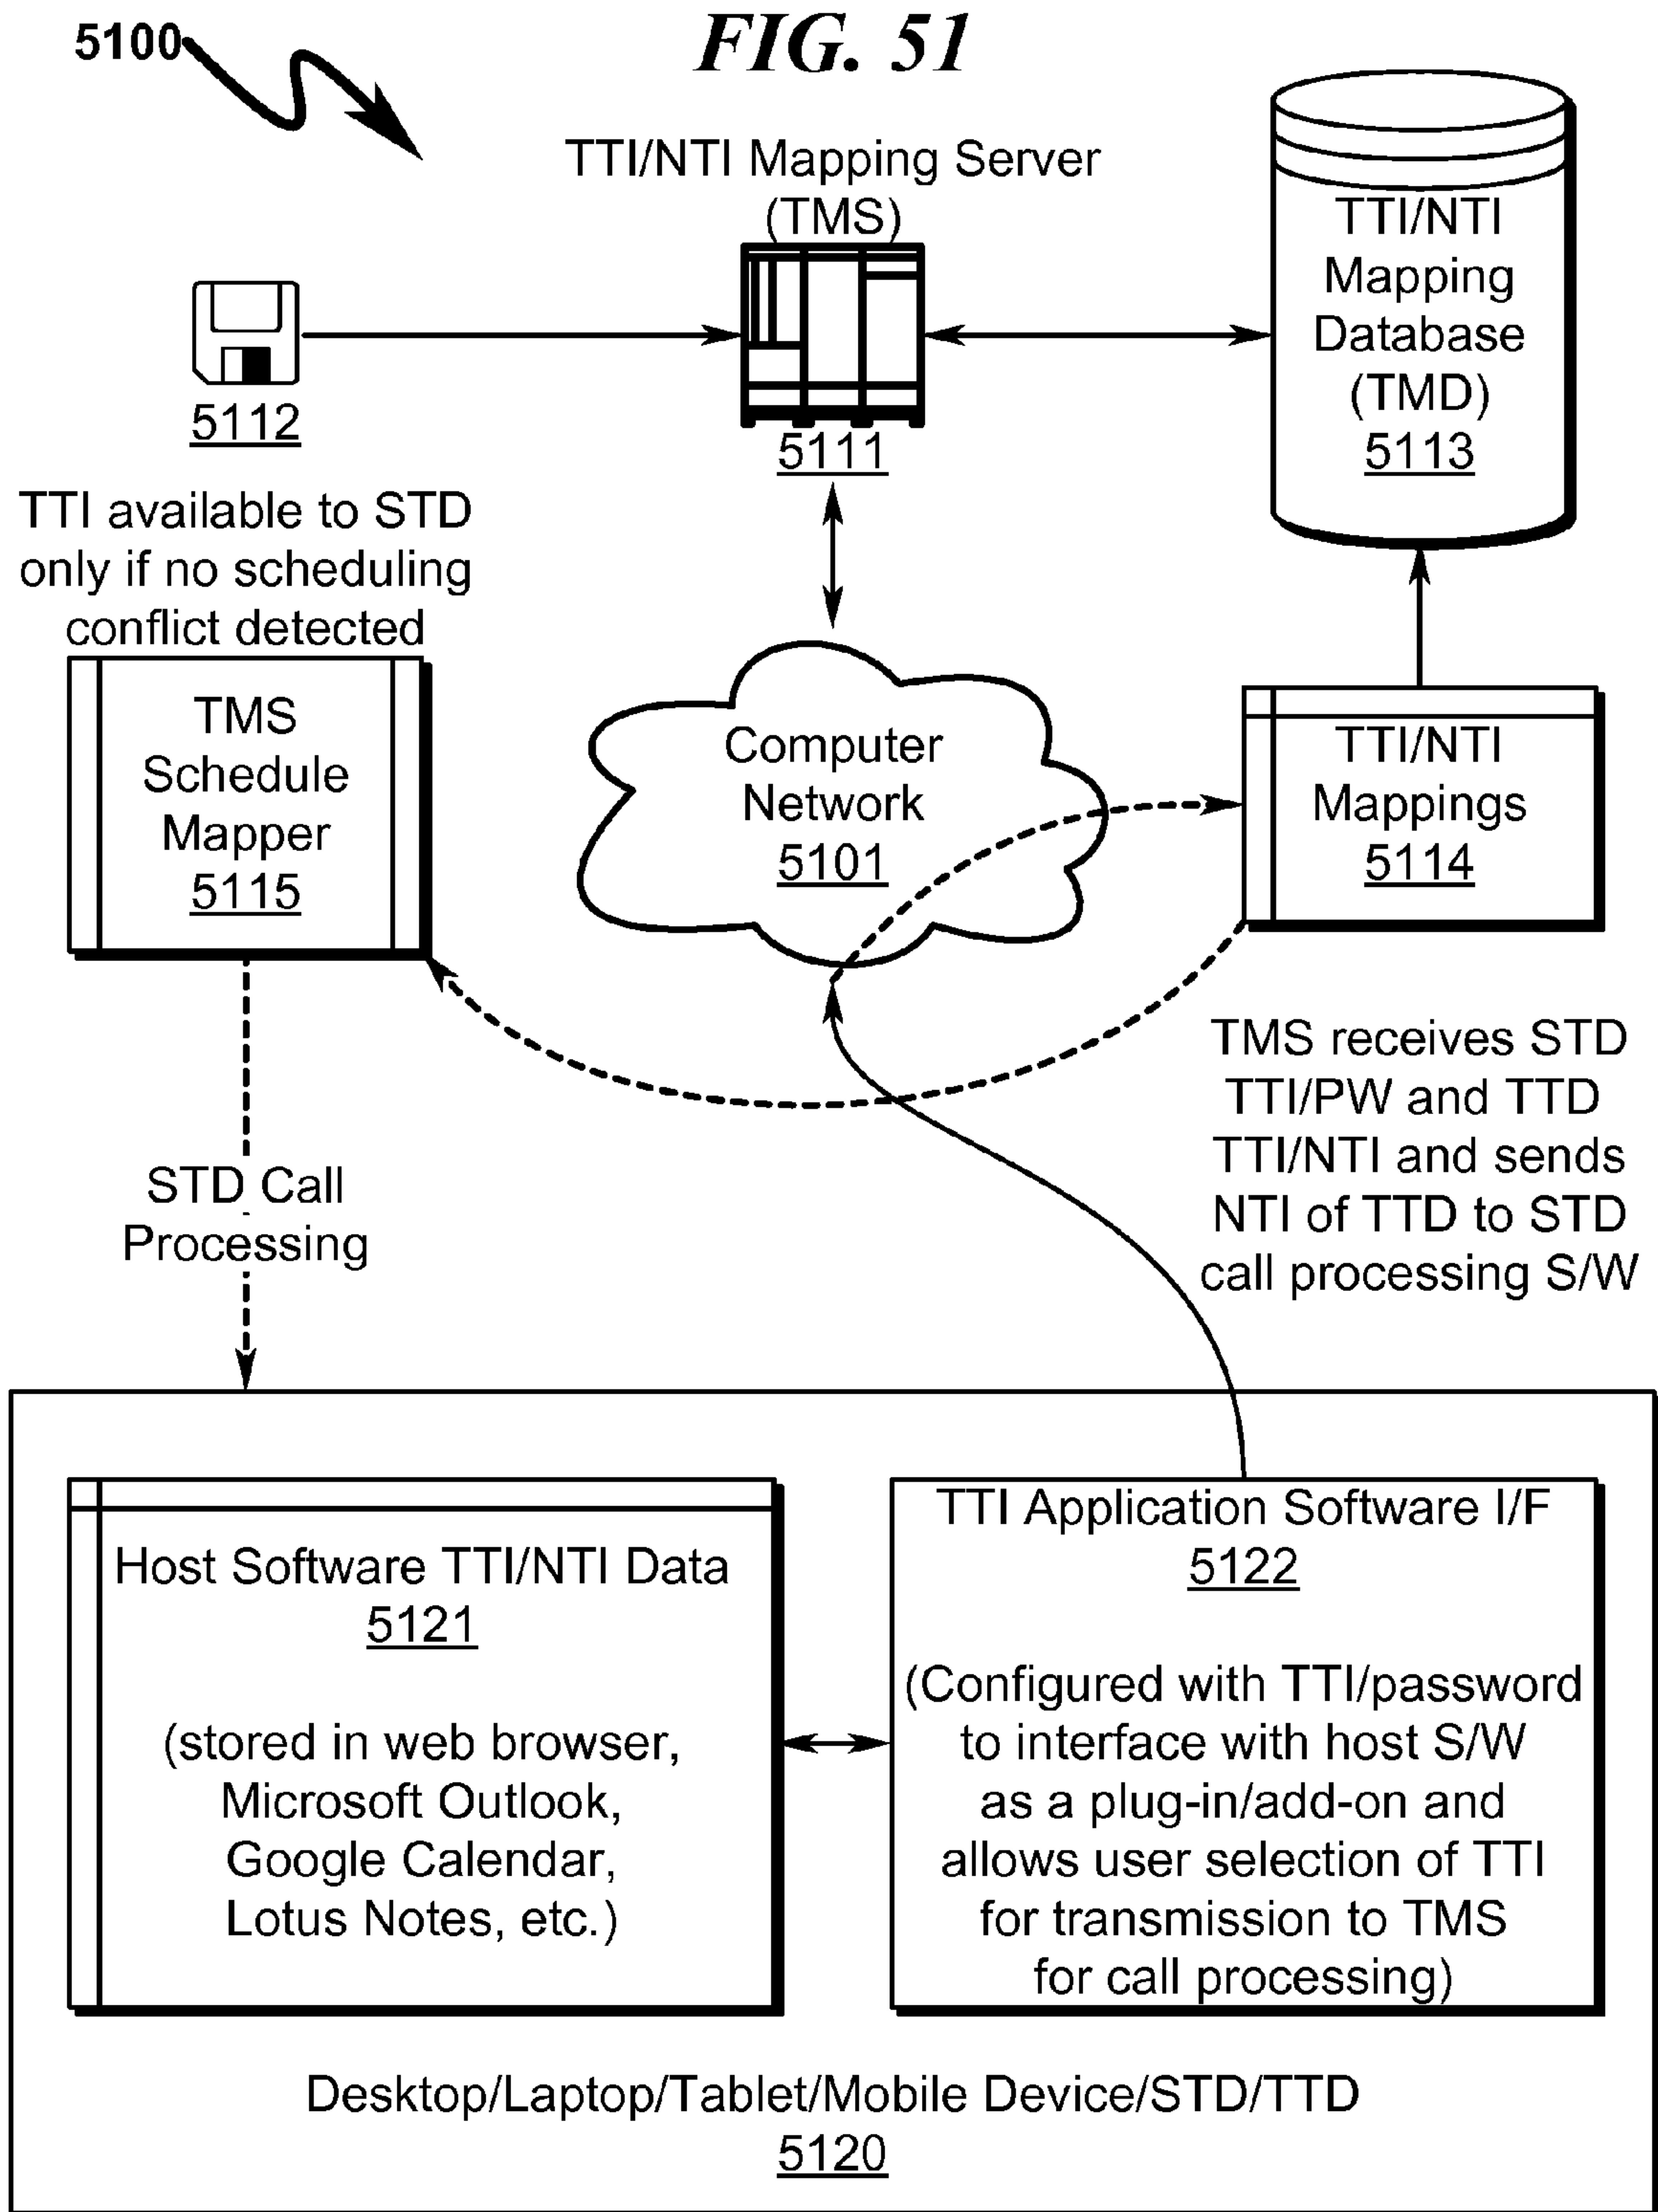 5100
FIG. 51
TTI/NTI Mapping Server
(TMS)
5111
5112
TTI/NTI
Mapping
Database
(TMD)
5113
TTI available to STD
only if no scheduling
conflict detected
TMS
Schedule
Mapper
5115
Computer
Network
5101
TTI/NTI
Mappings
5114
TMS receives STD
TTI/PW and TTD
TTI/NTI and sends
NTI of TTD to STD
call processing S/W
STD Call
Processing
Host Software TTI/NTI Data
5121
(stored in web browser,
Microsoft Outlook,
Google Calendar,
Lotus Notes, etc.)
TTI Application Software I/F
5122
(Configured with TTI/password
to interface with host S/W
as a plug-in/add-on and
allows user selection of TTI
for transmission to TMS
for call processing)
Desktop/Laptop/Tablet/Mobile Device/STD/TTD
5120